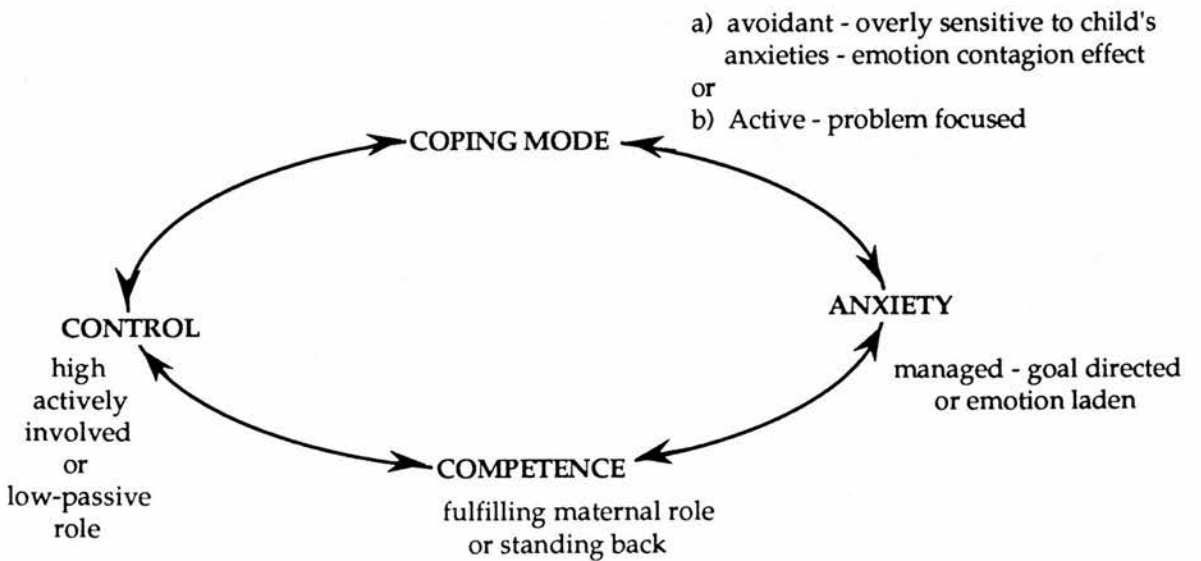 a) avoidant - overly sensitive to child's
anxieties - emotion contagion effect
or
b) Active - problem focused
COPING MODE
ANXIETY
managed - goal directed
or emotion laden
CONTROL
high
actively
involved
or
low-passive
role
COMPETENCE
fulfilling maternal role
or standing back